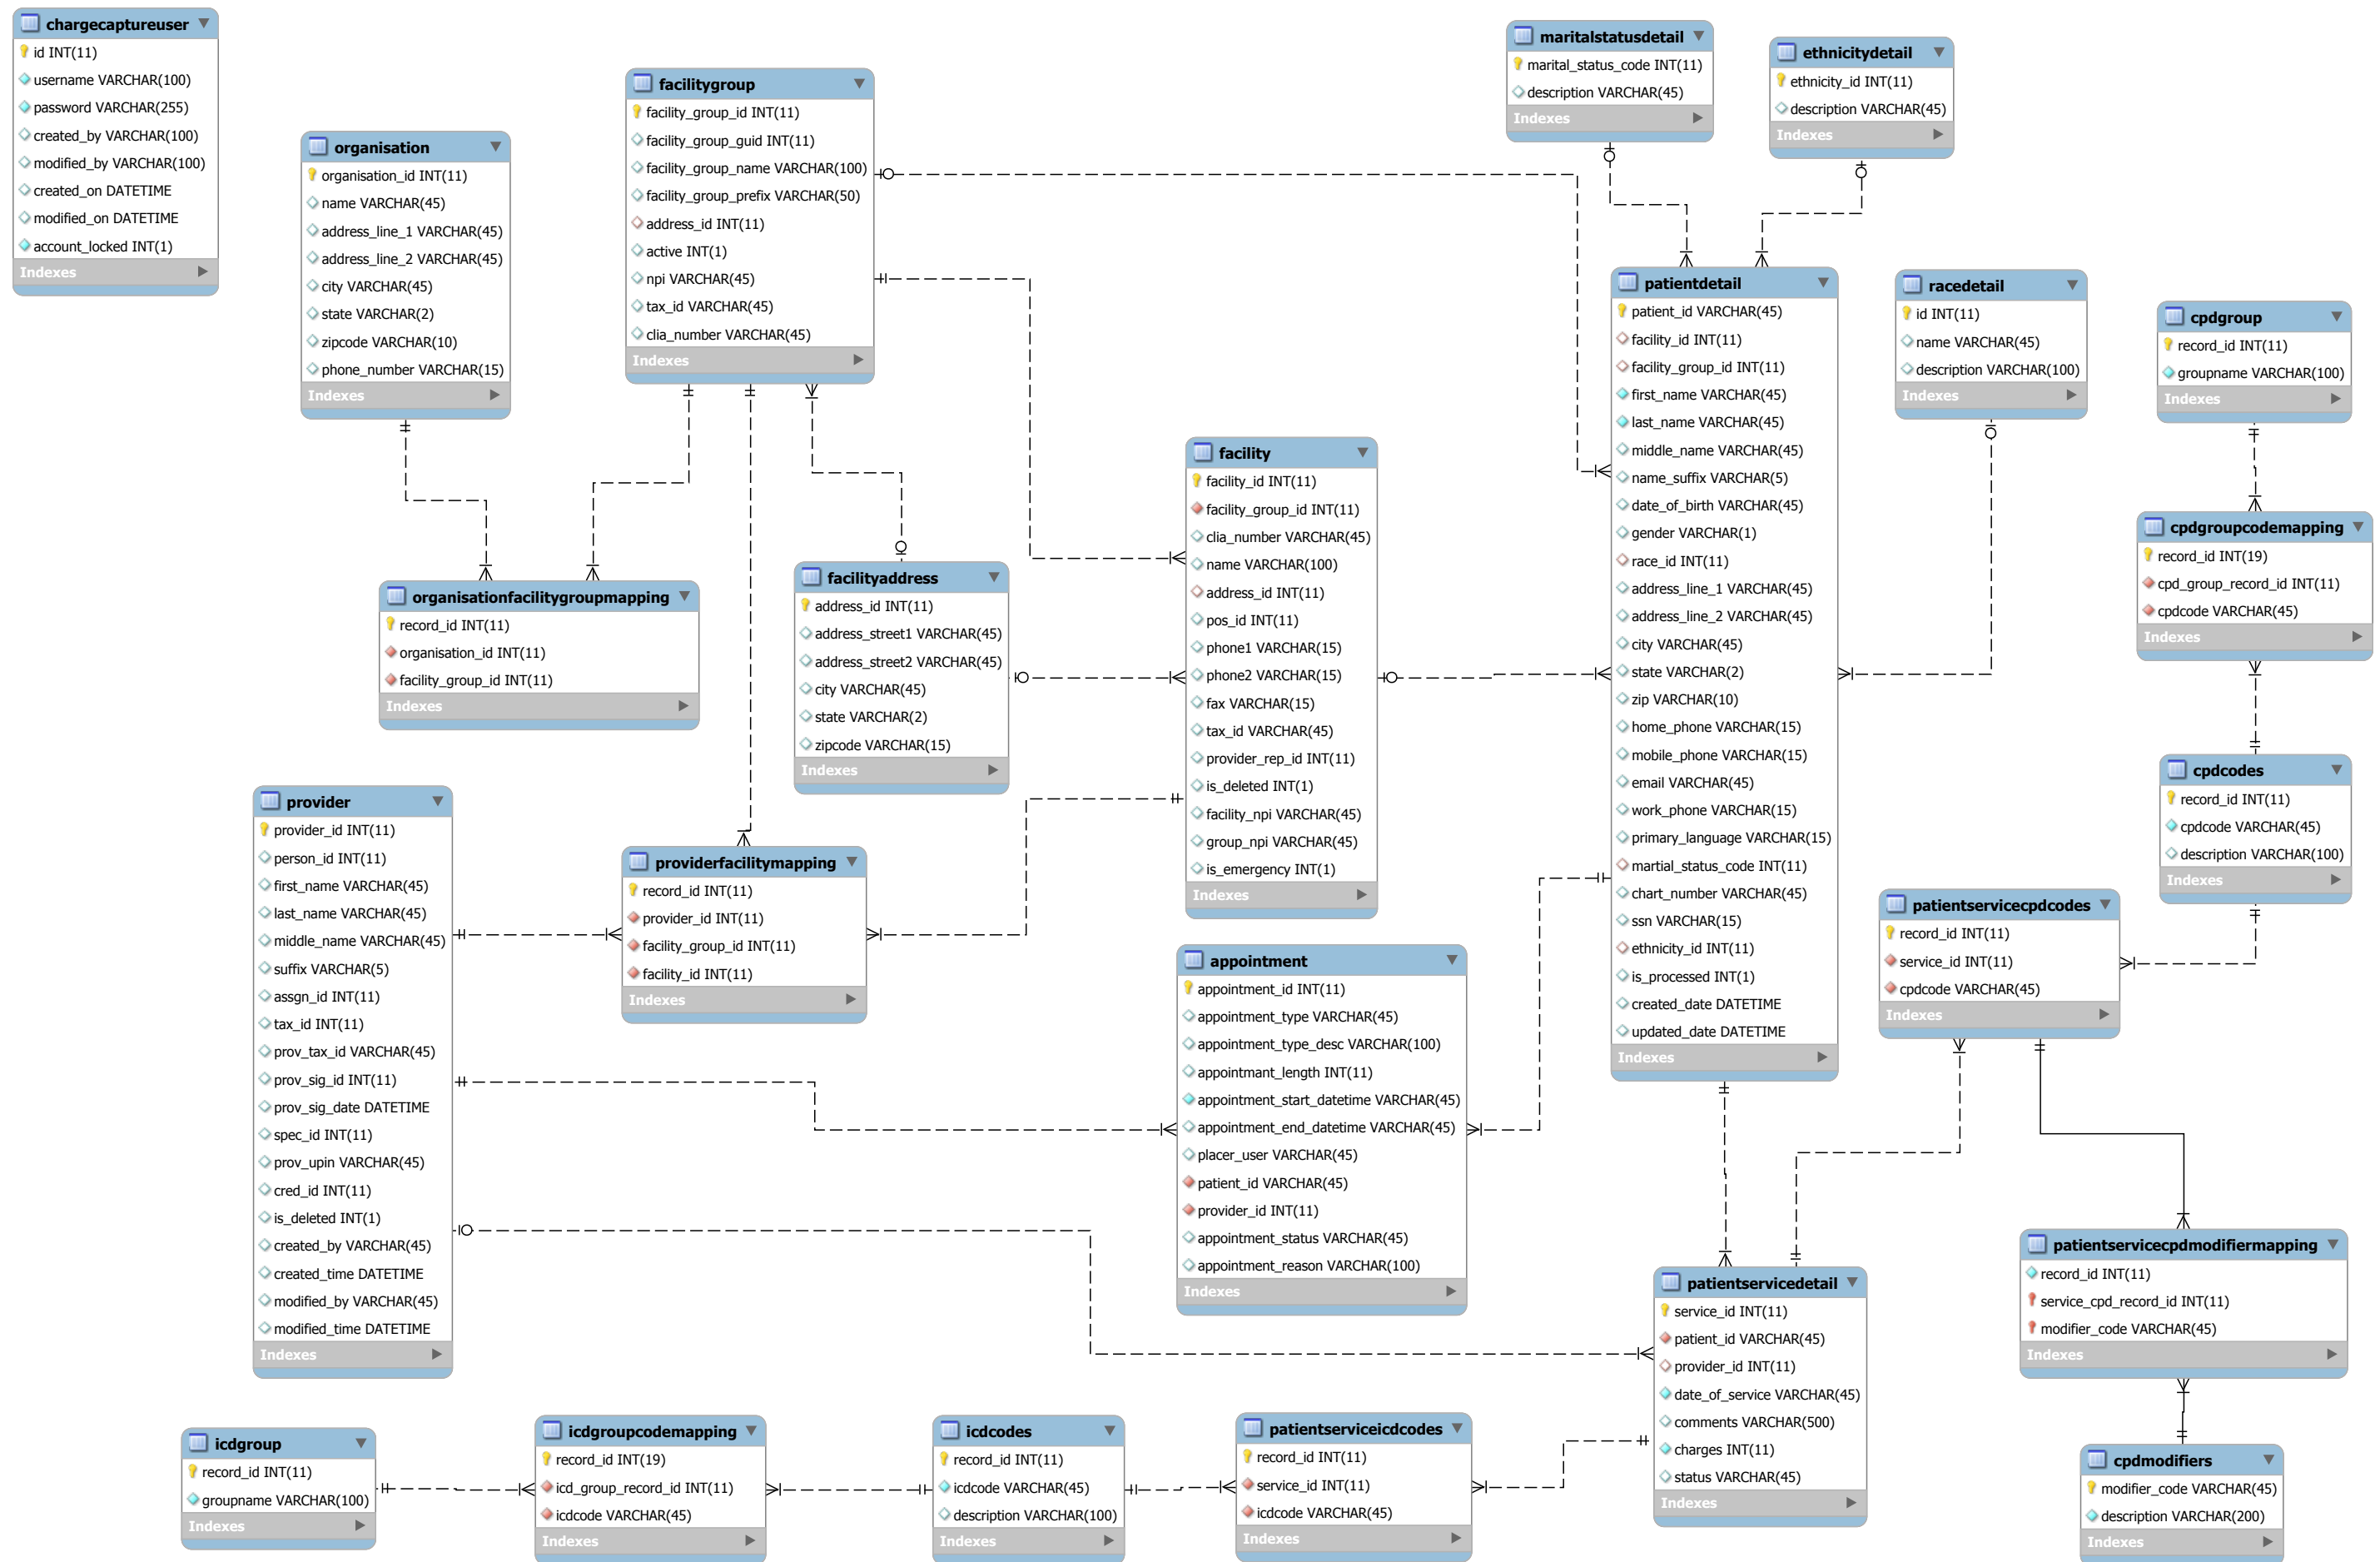 chargecaptureuser
id INT(11)
username VARCHAR(100)
password VARCHAR(255)
created_by VARCHAR(100)
modified_by VARCHAR(100)
created_on DATETIME
modified_on DATETIME
account_locked INT(1)
Indexes
organisation
organisation_id INT(11)
name VARCHAR(45)
address_line_1 VARCHAR(45)
address_line_2 VARCHAR(45)
city VARCHAR(45)
state VARCHAR(2)
zipcode VARCHAR(10)
phone_number VARCHAR(15)
Indexes
facilitygroup
facility_group_id INT(11)
facility_group_guid INT(11)
facility_group_name VARCHAR(100)
facility_group_prefix VARCHAR(50)
address_id INT(11)
active INT(1)
npi VARCHAR(45)
tax_id VARCHAR(45)
clia_number VARCHAR(45)
Indexes
maritalstatusdetail
marital_status_code INT(11)
description VARCHAR(45)
Indexes
ethnicitydetail
ethnicity_id INT(11)
description VARCHAR(45)
Indexes
patientdetail
patient_id VARCHAR(45)
facility_id INT(11)
facility_group_id INT(11)
first_name VARCHAR(45)
last_name VARCHAR(45)
middle_name VARCHAR(45)
name_suffix VARCHAR(5)
date_of_birth VARCHAR(45)
gender VARCHAR(1)
race_id INT(11)
address_line_1 VARCHAR(45)
address_line_2 VARCHAR(45)
city VARCHAR(45)
state VARCHAR(2)
zip VARCHAR(10)
home_phone VARCHAR(15)
mobile_phone VARCHAR(15)
email VARCHAR(45)
work_phone VARCHAR(15)
primary_language VARCHAR(15)
martial_status_code INT(11)
chart_number VARCHAR(45)
ssn VARCHAR(15)
ethnicity_id INT(11)
is_processed INT(1)
created_date DATETIME
updated_date DATETIME
Indexes
racedetail
id INT(11)
name VARCHAR(45)
description VARCHAR(100)
Indexes
cpdgroup
record_id INT(11)
groupname VARCHAR(100)
Indexes
facility
facility_id INT(11)
facility_group_id INT(11)
clia_number VARCHAR(45)
name VARCHAR(100)
address_id INT(11)
pos_id INT(11)
phone1 VARCHAR(15)
phone2 VARCHAR(15)
fax VARCHAR(15)
tax_id VARCHAR(45)
provider_rep_id INT(11)
is_deleted INT(1)
facility_npi VARCHAR(45)
group_npi VARCHAR(45)
is_emergency INT(1)
Indexes
cpdgroupcodemapping
record_id INT(19)
cpd_group_record_id INT(11)
cpdcode VARCHAR(45)
Indexes
organisationfacilitygroupmapping
record_id INT(11)
organisation_id INT(11)
facility_group_id INT(11)
Indexes
facilityaddress
address_id INT(11)
address_street1 VARCHAR(45)
address_street2 VARCHAR(45)
city VARCHAR(45)
state VARCHAR(2)
zipcode VARCHAR(15)
Indexes
cpdcodes
record_id INT(11)
cpdcode VARCHAR(45)
description VARCHAR(100)
Indexes
provider
provider_id INT(11)
person_id INT(11)
first_name VARCHAR(45)
last_name VARCHAR(45)
middle_name VARCHAR(45)
suffix VARCHAR(5)
assgn_id INT(11)
tax_id INT(11)
prov_tax_id VARCHAR(45)
prov_sig_id INT(11)
prov_sig_date DATETIME
spec_id INT(11)
prov_upin VARCHAR(45)
cred_id INT(11)
is_deleted INT(1)
created_by VARCHAR(45)
created_time DATETIME
modified_by VARCHAR(45)
modified_time DATETIME
Indexes
providerfacilitymapping
record_id INT(11)
provider_id INT(11)
facility_group_id INT(11)
facility_id INT(11)
Indexes
patientservicecpdcodes
record_id INT(11)
service_id INT(11)
cpdcode VARCHAR(45)
Indexes
appointment
appointment_id INT(11)
appointment_type VARCHAR(45)
appointment_type_desc VARCHAR(100)
appointmant_length INT(11)
appointment_start_datetime VARCHAR(45)
appointment_end_datetime VARCHAR(45)
placer_user VARCHAR(45)
patient_id VARCHAR(45)
provider_id INT(11)
appointment_status VARCHAR(45)
appointment_reason VARCHAR(100)
Indexes
patientservicecpdmodifiermapping
record_id INT(11)
service_cpd_record_id INT(11)
modifier_code VARCHAR(45)
Indexes
patientservicedetail
service_id INT(11)
patient_id VARCHAR(45)
provider_id INT(11)
date_of_service VARCHAR(45)
comments VARCHAR(500)
charges INT(11)
status VARCHAR(45)
Indexes
icdgroup
record_id INT(11)
groupname VARCHAR(100)
Indexes
icdgroupcodemapping
record_id INT(19)
icd_group_record_id INT(11)
icdcode VARCHAR(45)
Indexes
icdcodes
record_id INT(11)
icdcode VARCHAR(45)
description VARCHAR(100)
Indexes
patientserviceicdcodes
record_id INT(11)
service_id INT(11)
icdcode VARCHAR(45)
Indexes
cpdmodifiers
modifier_code VARCHAR(45)
description VARCHAR(200)
Indexes